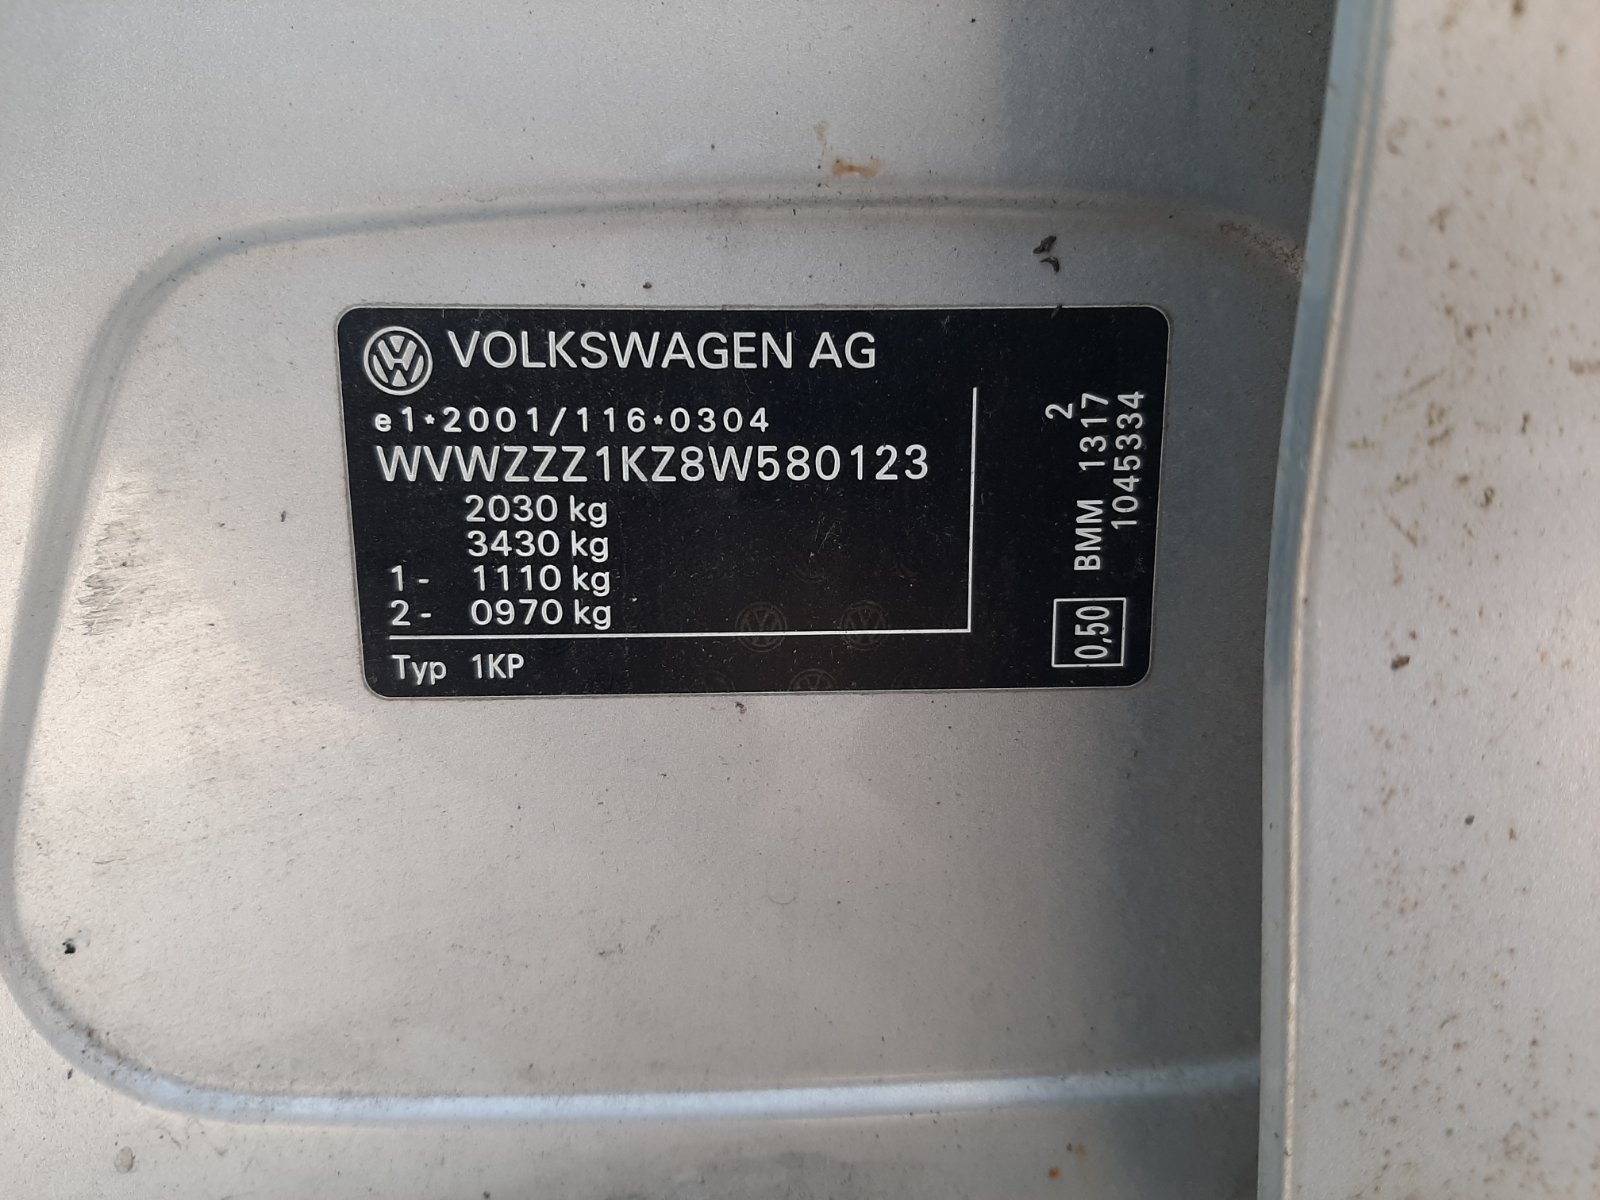 VOLKSWAGEN AG
e1*2001/116*0304
WVWZZZ1KZ8W580123
2030 kg
3430 kg
1- 1110 kg
2- 0970 kg
Typ 1KP
2
BMM 1317
1045334
0,50